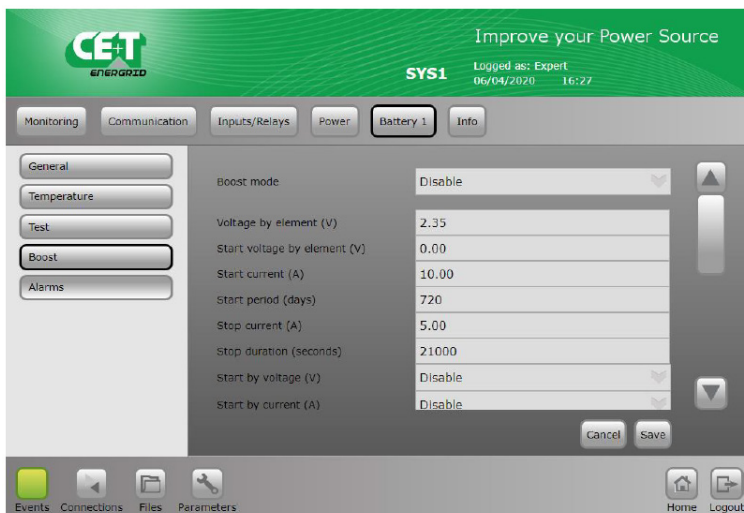 CE+T
ENERGRID
Improve your Power Source
SYS1
Logged as: Expert
06/04/2020 16:27
Monitoring Communication Inputs/Relays Power Battery 1 Info
General
Temperature
Test
Boost
Alarms
Boost mode Disable
Voltage by element (V) 2.35
Start voltage by element (V) 0.00
Start current (A) 10.00
Start period (days) 720
Stop current (A) 5.00
Stop duration (seconds) 21000
Start by voltage (V) Disable
Start by current (A) Disable
Cancel Save
Events Connections Files Parameters Home Logout